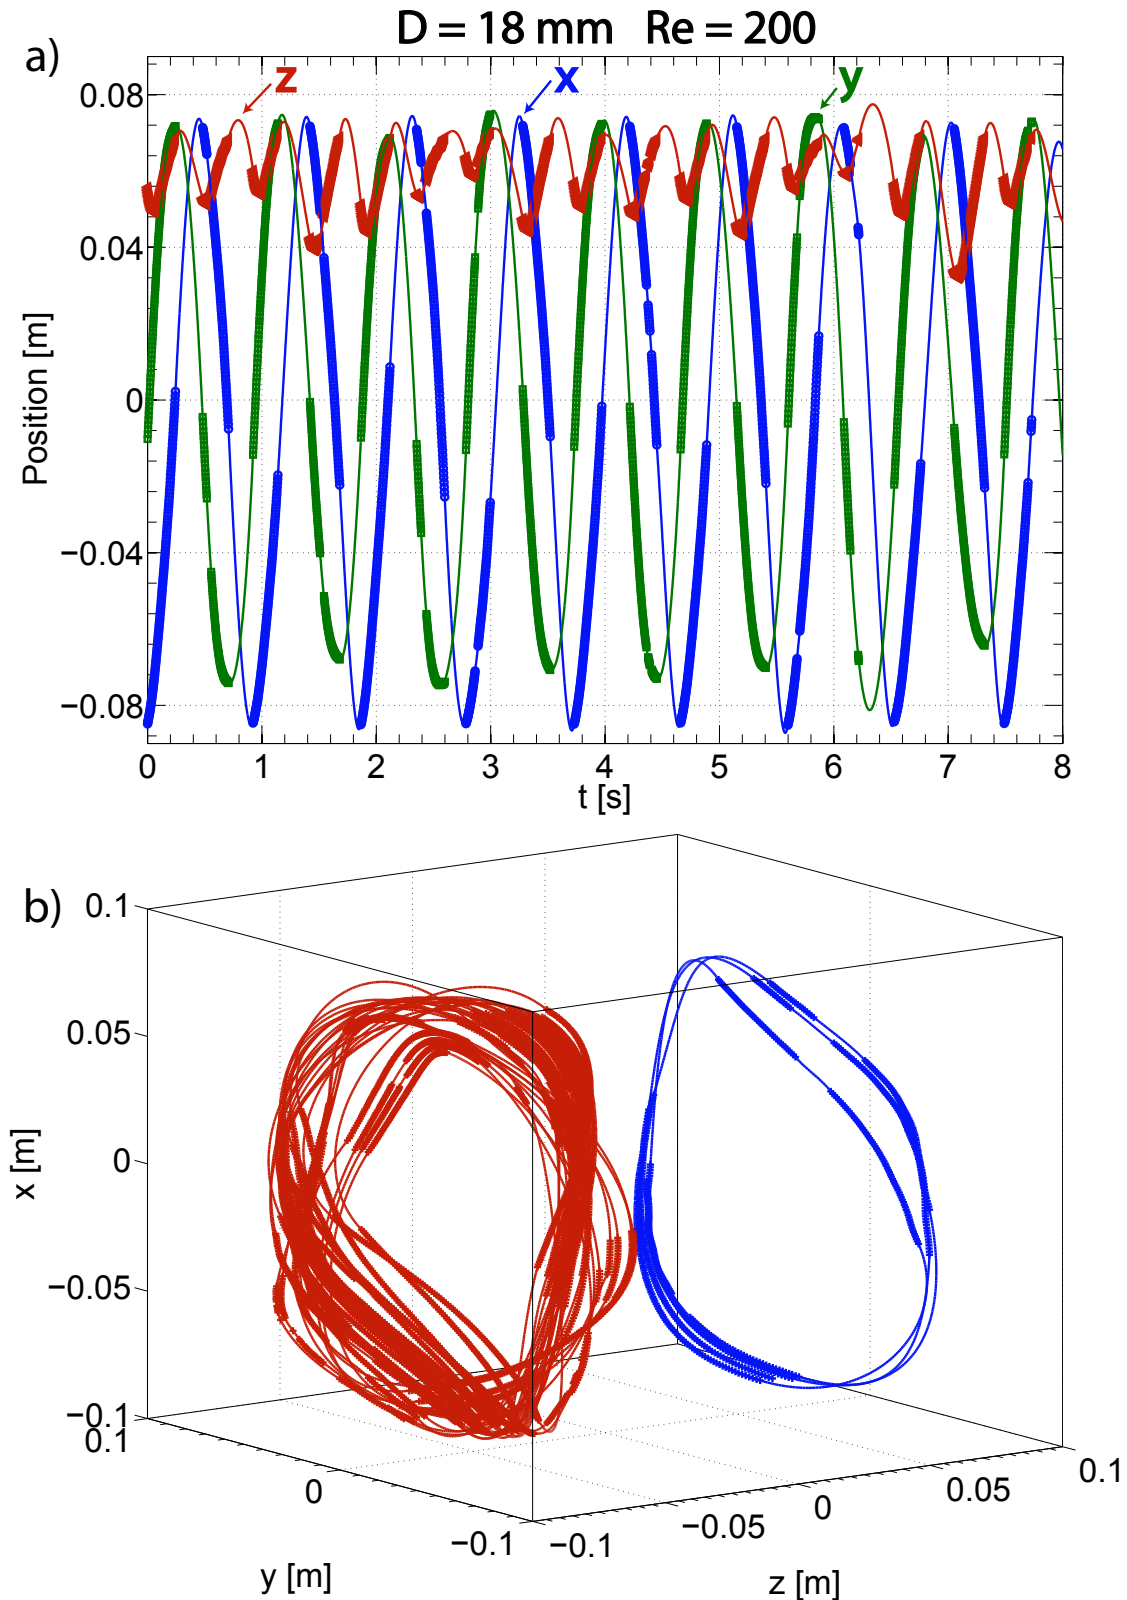 D = 18 mm Re = 200
a)
z
x
y
0.08
0.04
0
−0.04
−0.08
Position [m]
0 1 2 3 4 5 6 7 8
t [s]
b)
0.1
0.05
0
−0.05
−0.1
x [m]
0.1
0
−0.1
y [m]
−0.1
−0.05
0
0.05
0.1
z [m]